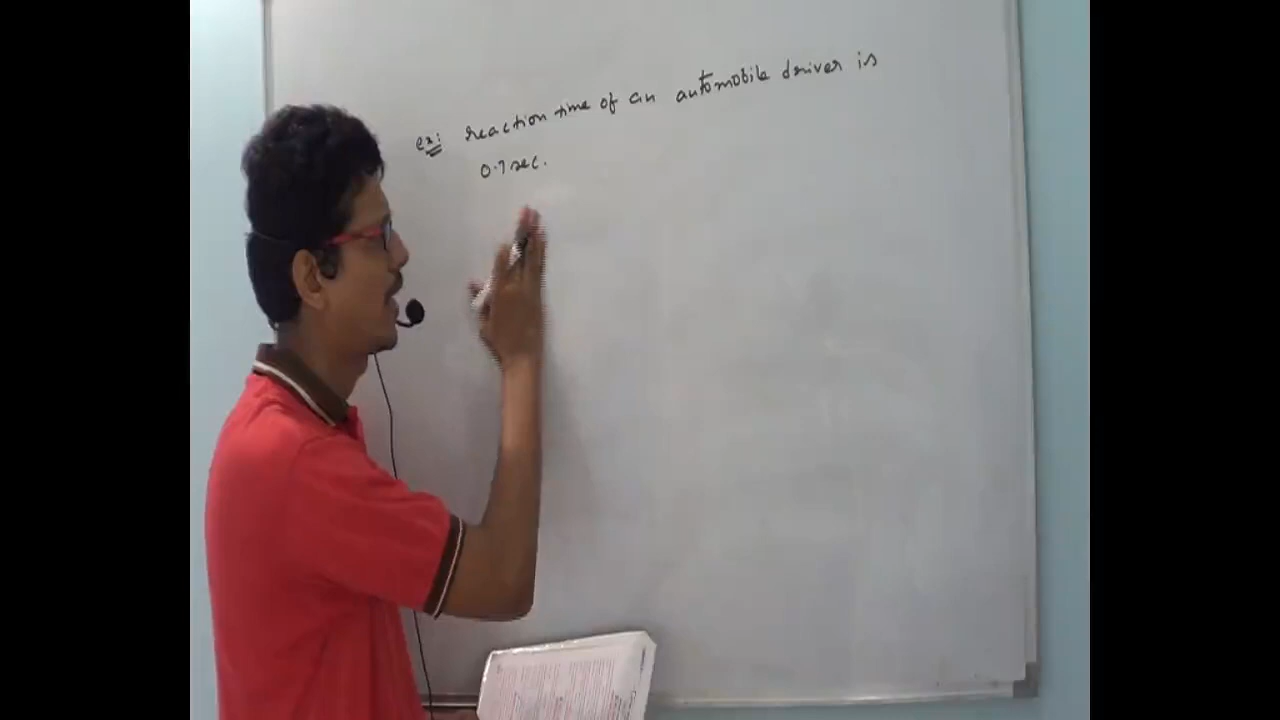 ex: reaction time of an automobile driver is
0.7 sec.